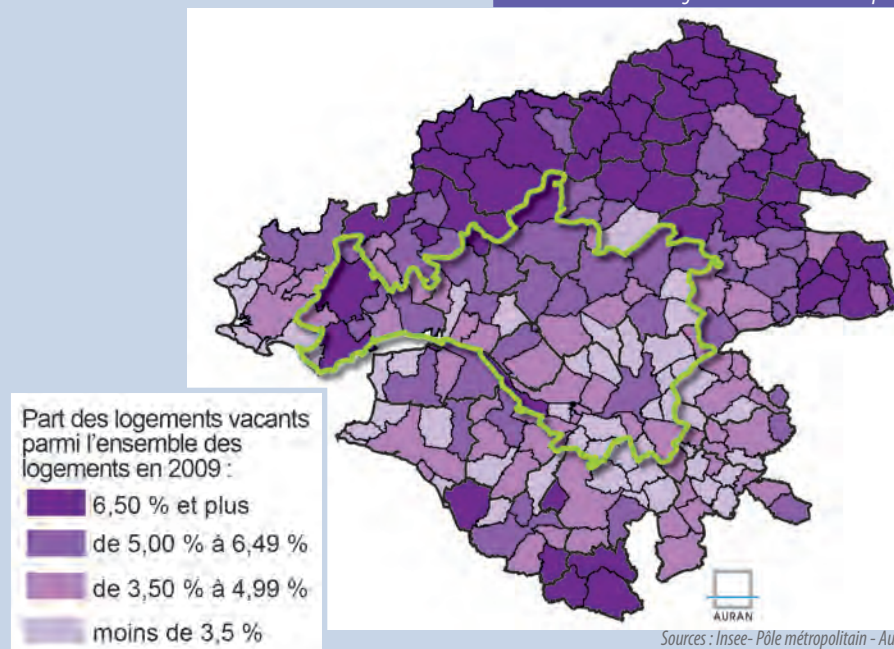 Part des logements vacants
parmi l'ensemble des
logements en 2009 :
6,50 % et plus
de 5,00 % à 6,49 %
de 3,50 % à 4,99 %
moins de 3,5 %
AURAN
Sources : Insee- Pôle métropolitain - Au